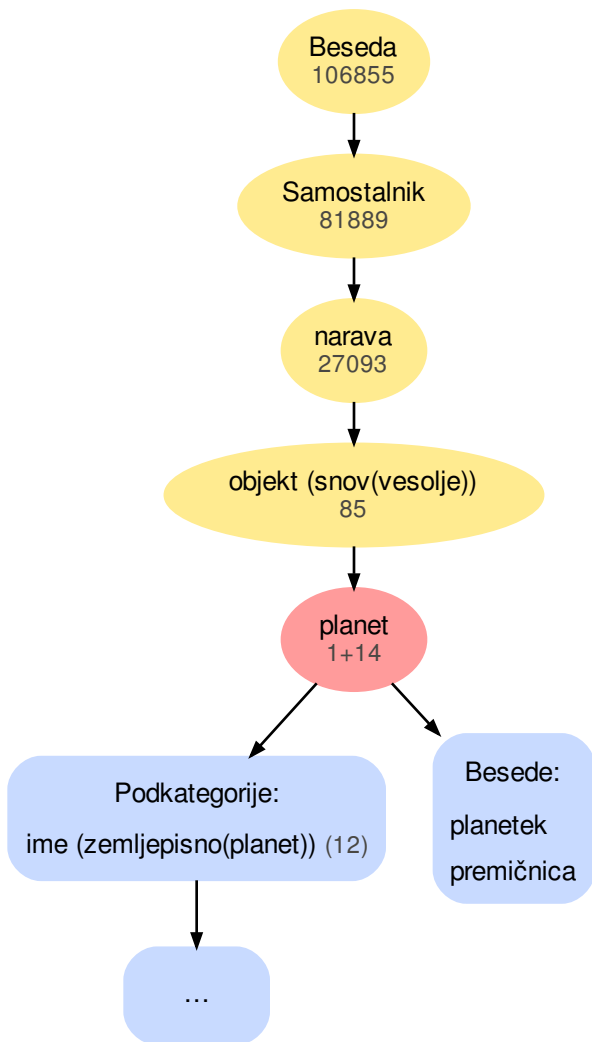 Beseda
106855
Samostalnik
81889
narava
27093
objekt (snov(vesolje))
85
planet
1+14
Podkategorije:
ime (zemljepisno(planet)) (12)
Besede:
planetek
premičnica
…